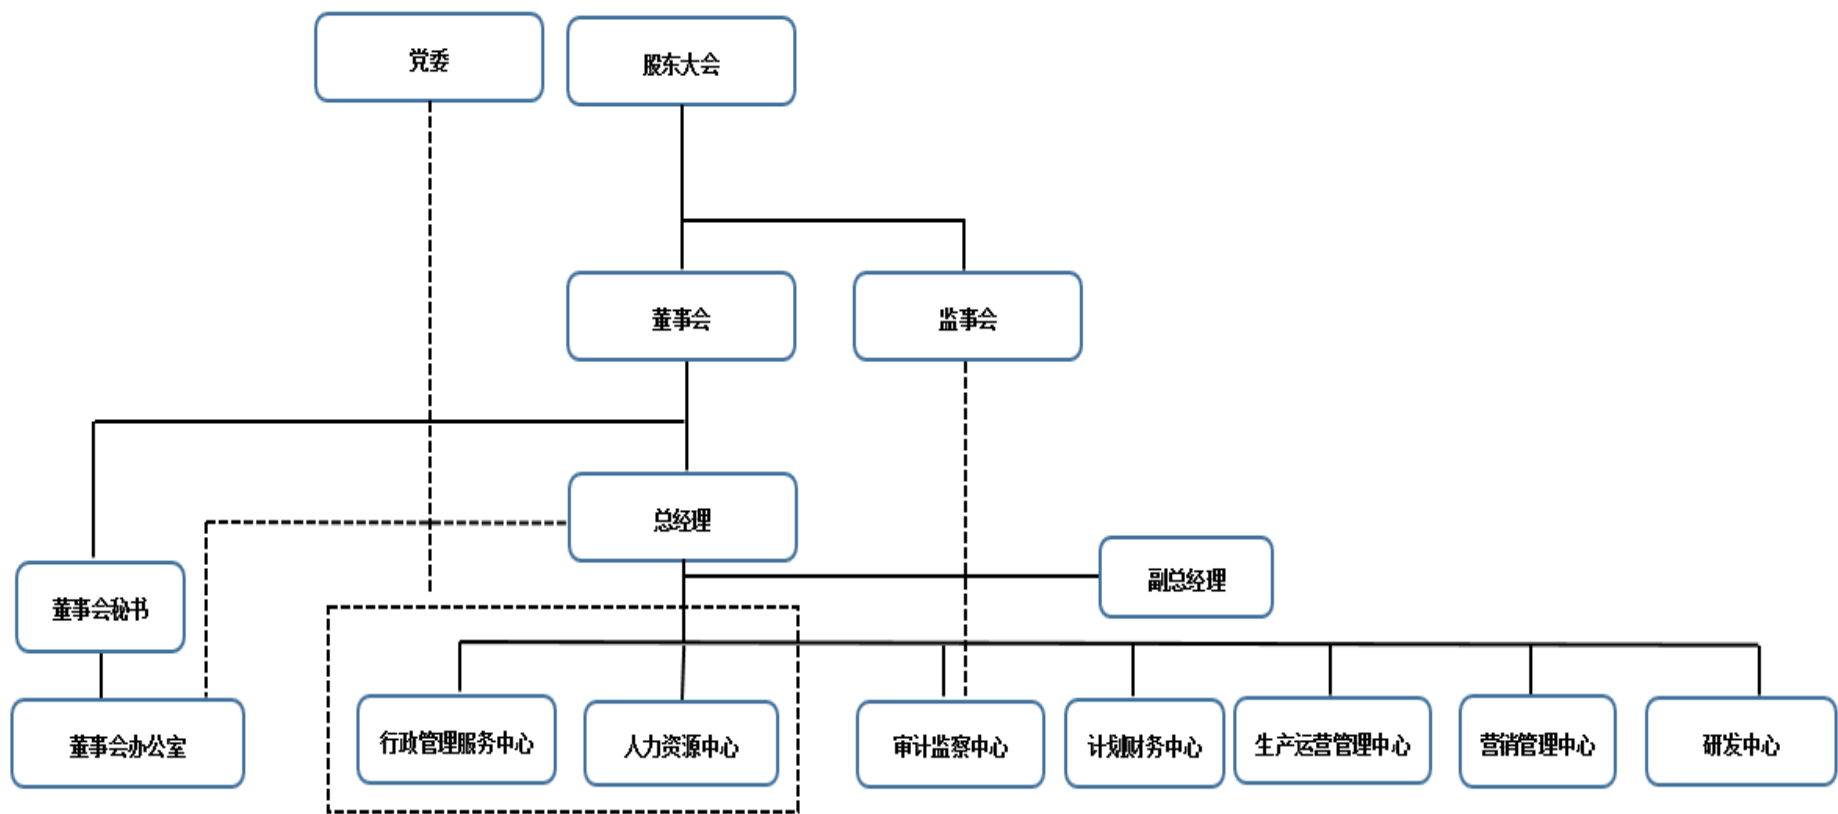 党委
股东大会
董事会
监事会
总经理
副总经理
董事会秘书
董事会办公室
行政管理服务中心
人力资源中心
审计监察中心
计划财务中心
生产运营管理中心
营销管理中心
研发中心